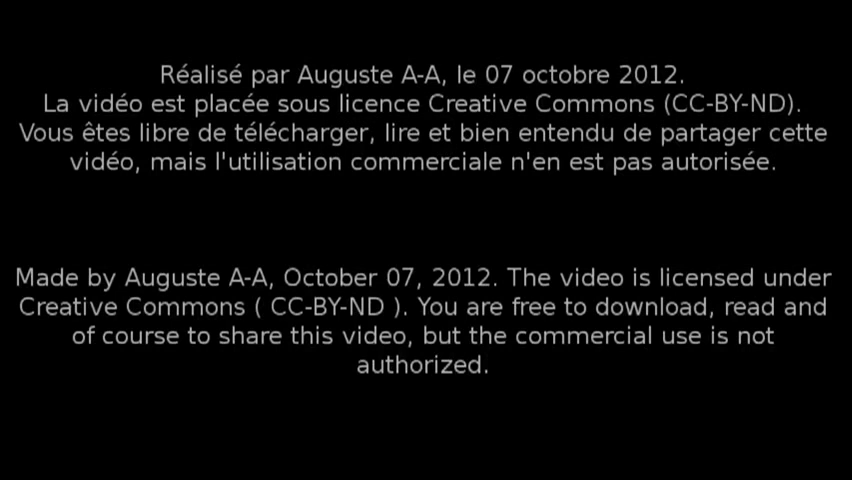 Réalisé par Auguste A-A, le 07 octobre 2012.
La vidéo est placée sous licence Creative Commons (CC-BY-ND).
Vous êtes libre de télécharger, lire et bien entendu de partager cette
vidéo, mais l'utilisation commerciale n'en est pas autorisée.
Made by Auguste A-A, October 07, 2012. The video is licensed under
Creative Commons ( CC-BY-ND ). You are free to download, read and
of course to share this video, but the commercial use is not
authorized.